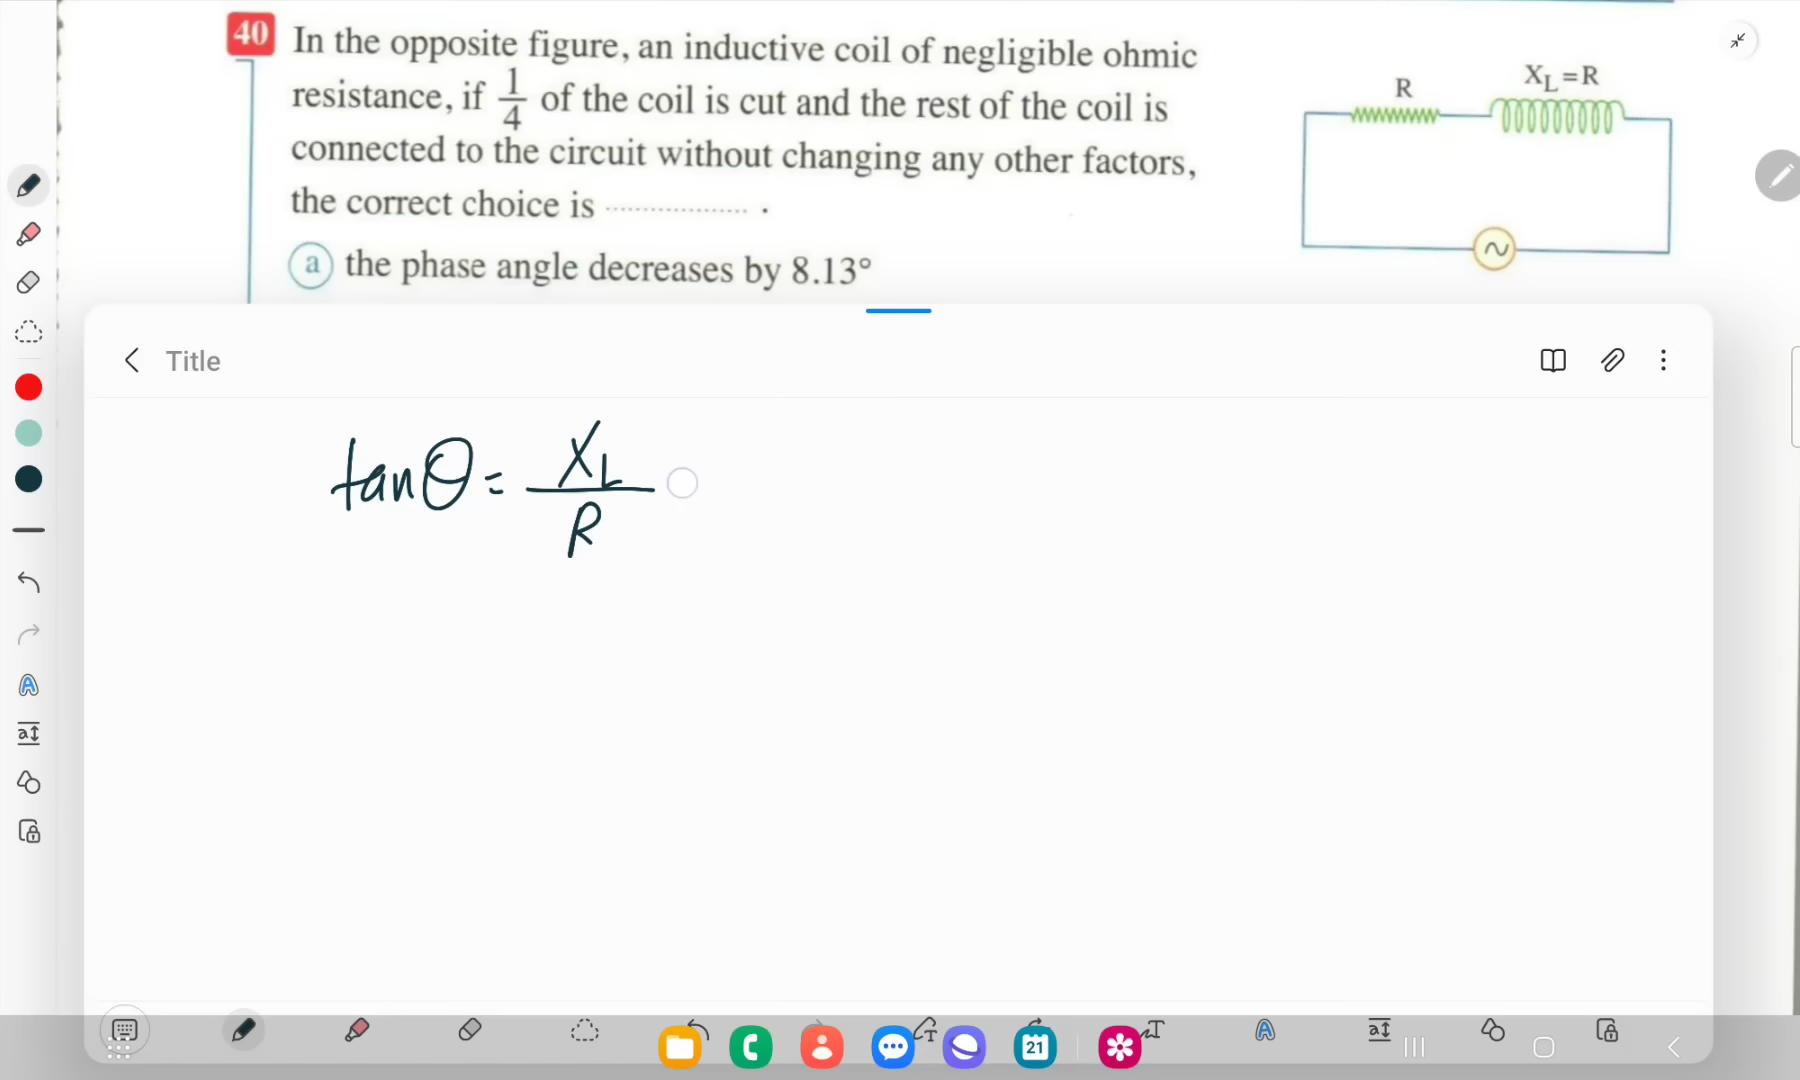 40 In the opposite figure, an inductive coil of negligible ohmic
resistance, if 1/4 of the coil is cut and the rest of the coil is
connected to the circuit without changing any other factors,
the correct choice is .................. .
a the phase angle decreases by 8.13°
R
X_L = R
Title
tanθ = X_L / R
21